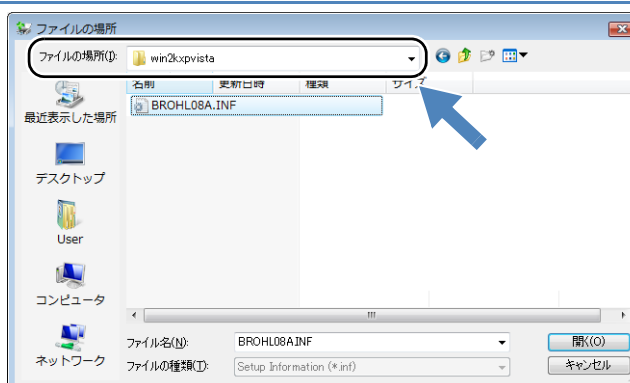 ファイルの場所
ファイルの場所(I): win2kxpvista
名前 更新日時 種類 サイズ
BROHL08A.INF
最近表示した場所
デスクトップ
User
コンピュータ
ネットワーク
ファイル名(N): BROHL08A.INF 開く(O)
ファイルの種類(T): Setup Information (*.inf) キャンセル